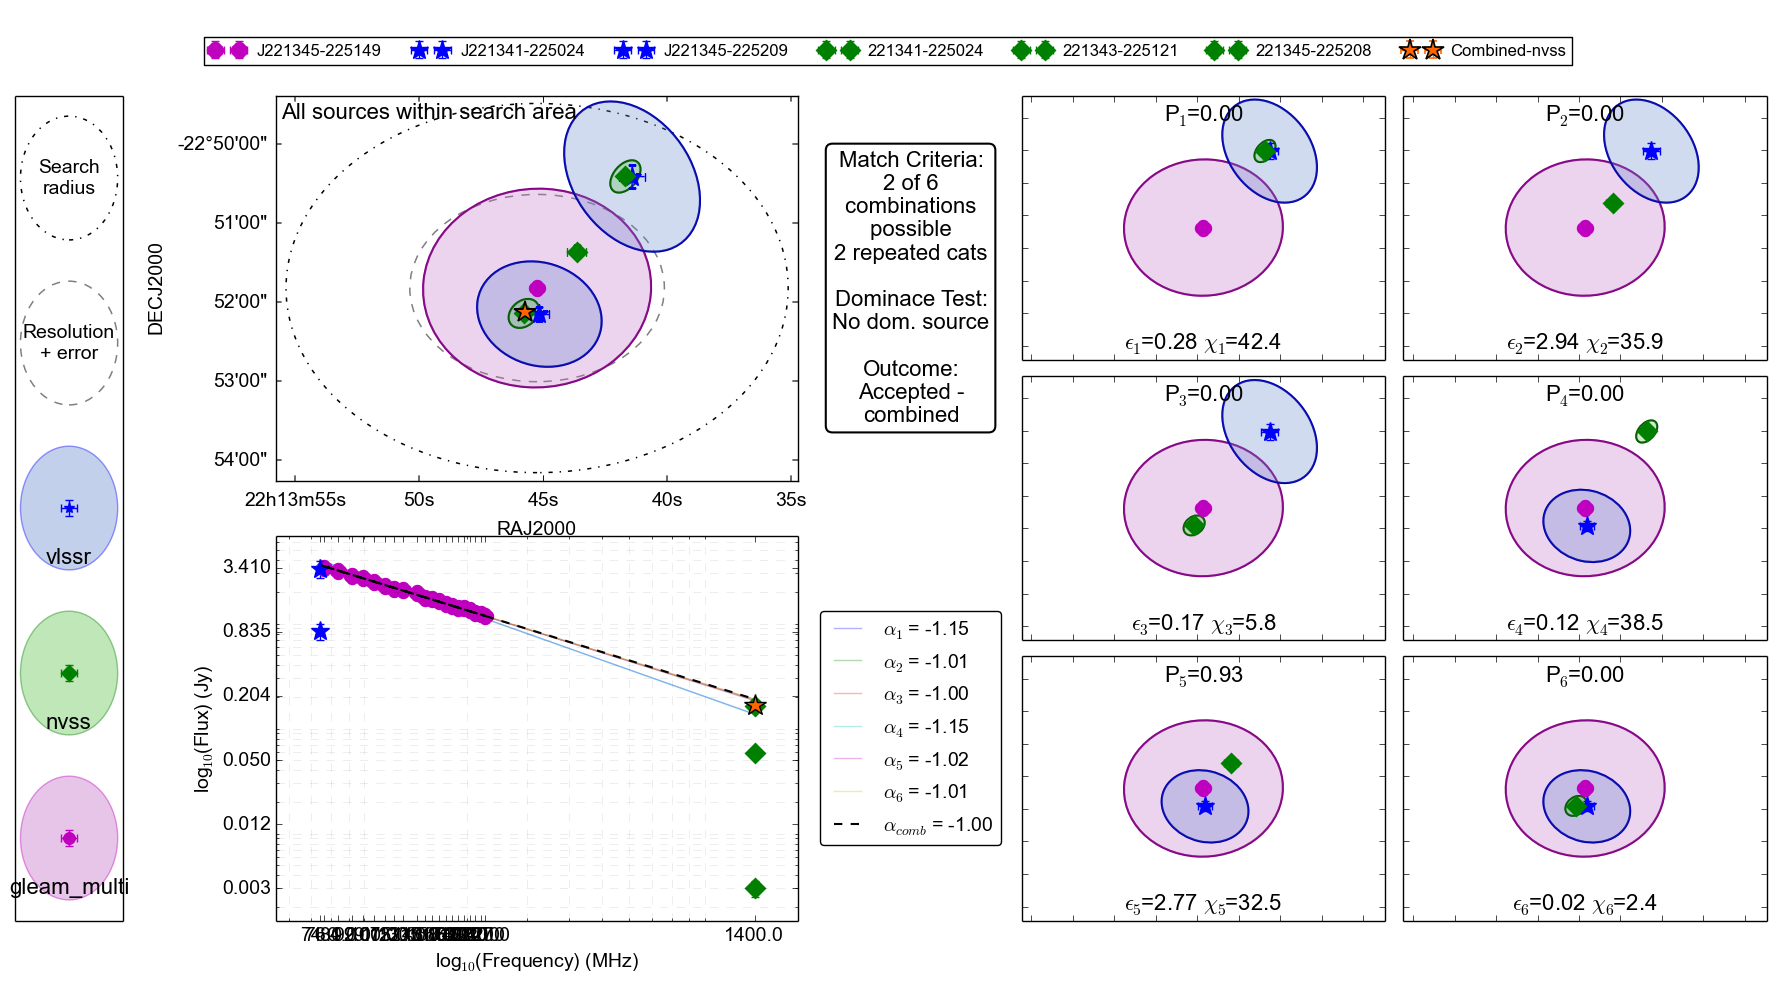 J221345-225149 J221341-225024 J221345-225209 221341-225024 221343-225121 221345-225208 Combined-nvss
Search
radius
Resolution
+ error
vlssr
nvss
gleam_multi
All sources within search area
DECJ2000
-22°50'00"
51'00"
52'00"
53'00"
54'00"
22h13m55s 50s 45s 40s 35s
RAJ2000
Match Criteria:
2 of 6
combinations
possible
2 repeated cats
Dominace Test:
No dom. source
Outcome:
Accepted -
combined
log₁₀(Flux) (Jy)
3.410
0.835
0.204
0.050
0.012
0.003
1400.0
log₁₀(Frequency) (MHz)
α₁ = -1.15
α₂ = -1.01
α₃ = -1.00
α₄ = -1.15
α₅ = -1.02
α₆ = -1.01
α_comb = -1.00
P₁=0.00
ϵ₁=0.28 χ₁=42.4
P₂=0.00
ϵ₂=2.94 χ₂=35.9
P₃=0.00
ϵ₃=0.17 χ₃=5.8
P₄=0.00
ϵ₄=0.12 χ₄=38.5
P₅=0.93
ϵ₅=2.77 χ₅=32.5
P₆=0.00
ϵ₆=0.02 χ₆=2.4